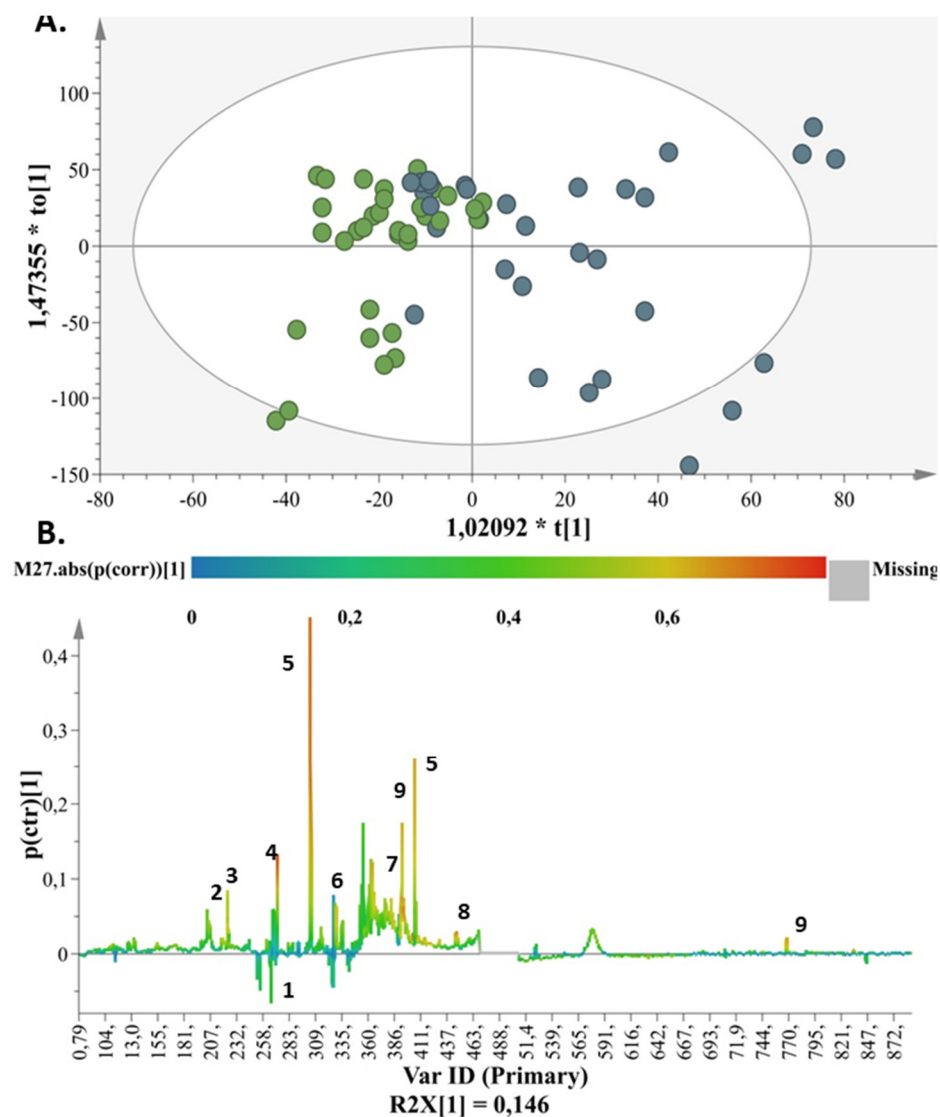 A.
100
50
0
-50
-100
-150
1,47355 * to[1]
-80 -60 -40 -20 0 20 40 60 80
1,02092 * t[1]
B.
M27.abs(p(corr))[1] Missing
0 0,2 0,4 0,6
0,4
0,3
0,2
0,1
0
p(ctr)[1]
5
5
9
4
7
3
2
6
8
9
1
0,79 104, 13,0 155, 181, 207, 232, 258, 283, 309, 335, 360, 386, 411, 437, 463, 51,4 539, 565, 591, 616, 642, 667, 693, 71,9 744, 770, 795, 821, 847, 872,
Var ID (Primary)
R2X[1] = 0,146